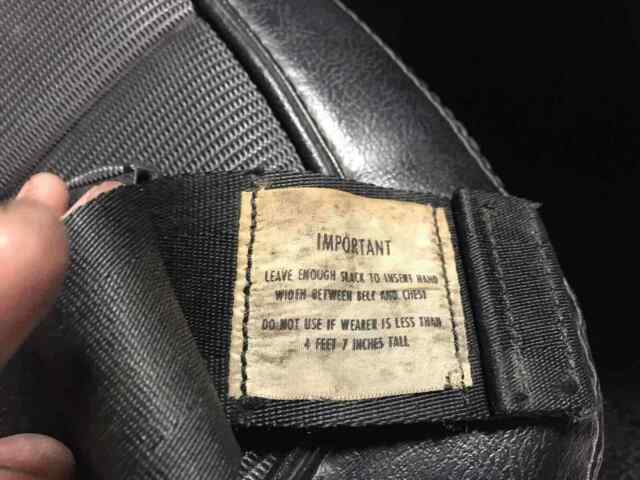 IMPORTANT
LEAVE ENOUGH SLACK TO INSERT HAND
WIDTH BETWEEN BELT AND CHEST
DO NOT USE IF WEARER IS LESS THAN
4 FEET 7 INCHES TALL